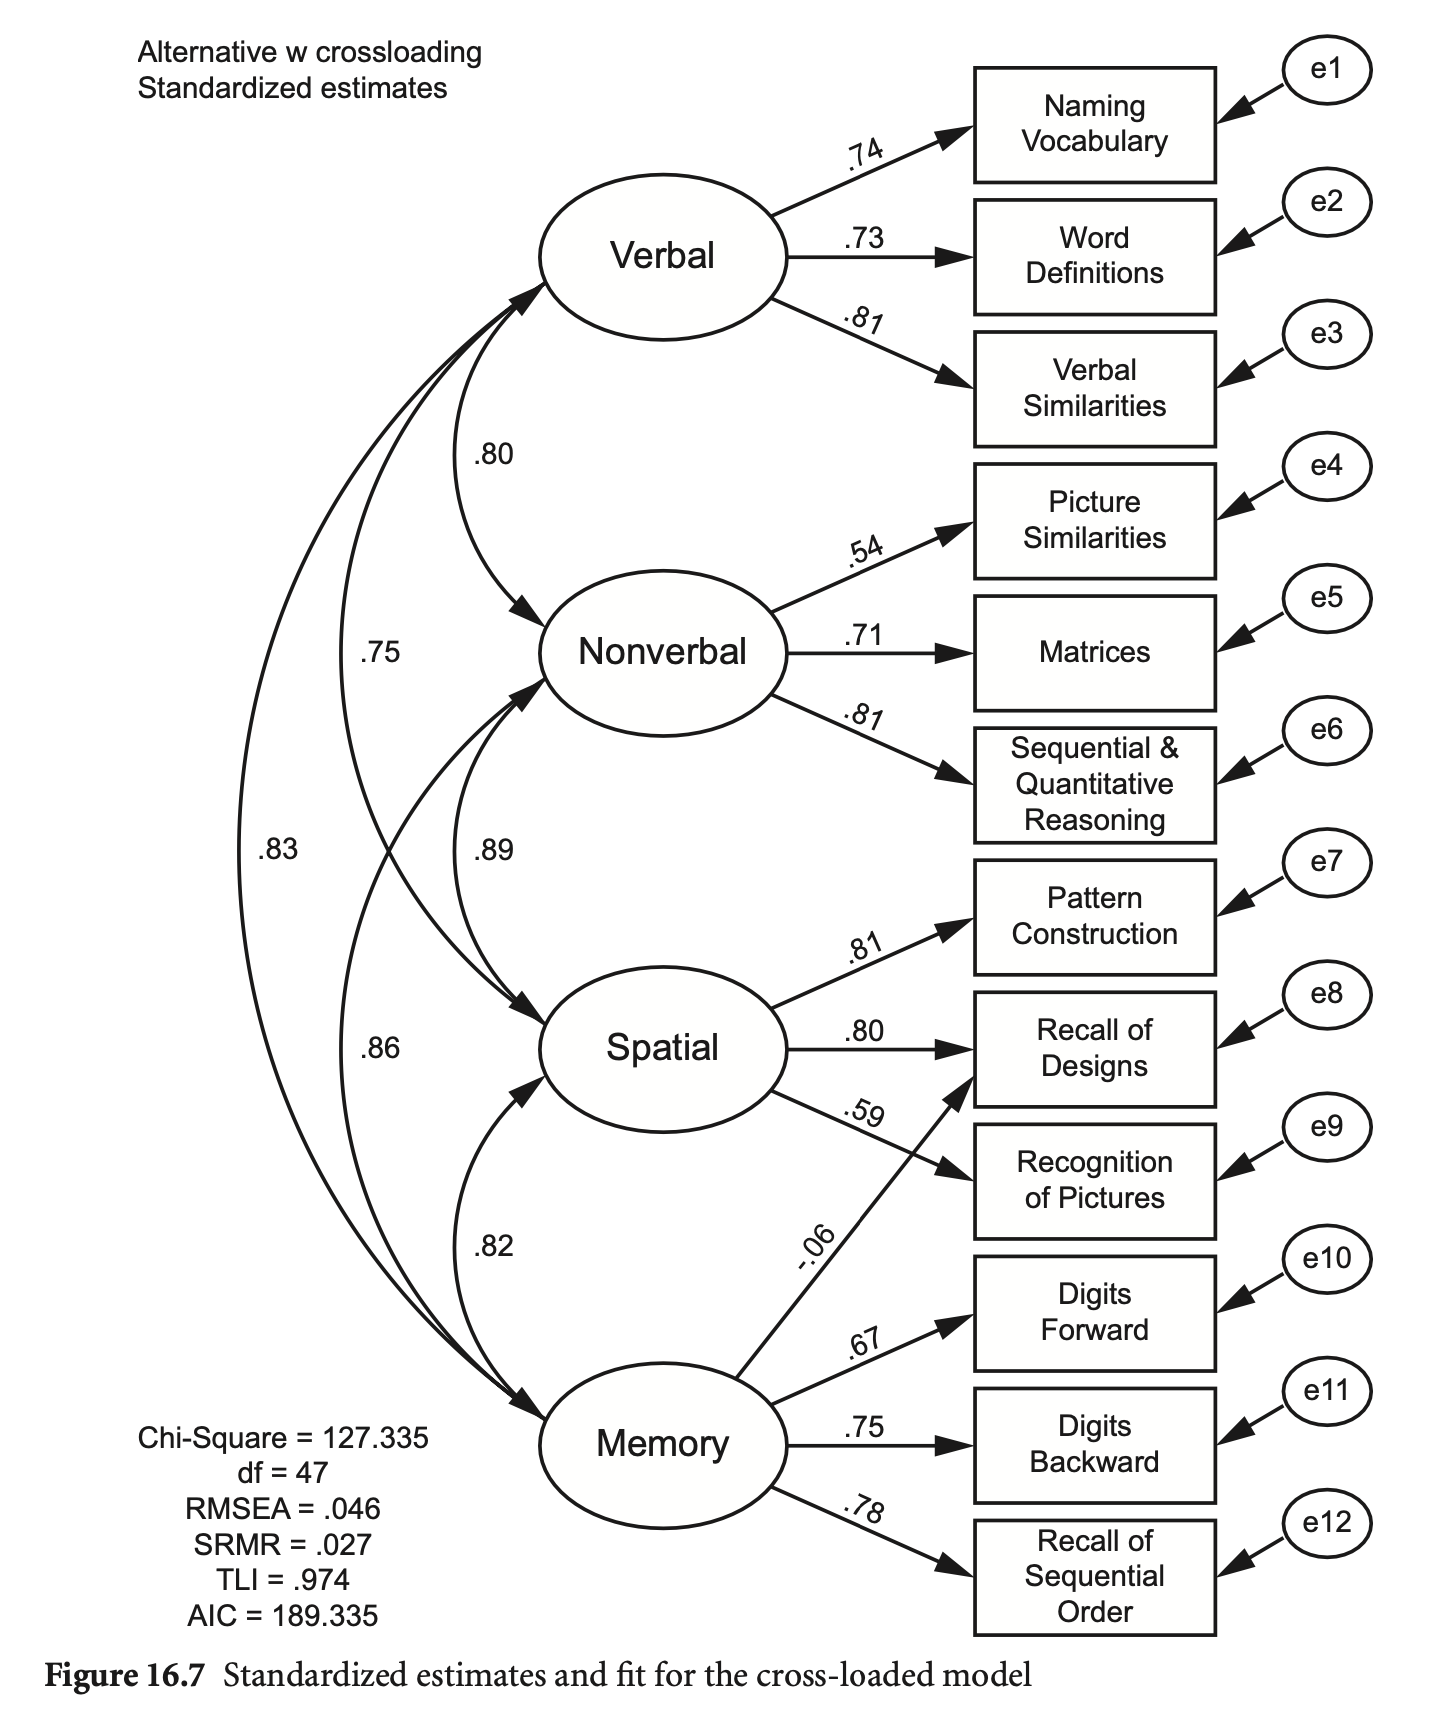 Alternative w crossloading
Standardized estimates
e1
Naming
Vocabulary
.74
e2
Word
Definitions
.73
Verbal
.81
e3
Verbal
Similarities
.80
e4
Picture
Similarities
.54
e5
Matrices
.71
Nonverbal
.75
.81
e6
Sequential &
Quantitative
Reasoning
.83
.89
e7
Pattern
Construction
.81
e8
Recall of
Designs
.80
Spatial
.86
.59
e9
Recognition
of Pictures
.82
-.06
e10
Digits
Forward
.67
e11
Digits
Backward
.75
Memory
.78
e12
Recall of
Sequential
Order
Chi-Square = 127.335
df = 47
RMSEA = .046
SRMR = .027
TLI = .974
AIC = 189.335
Figure 16.7 Standardized estimates and fit for the cross-loaded model